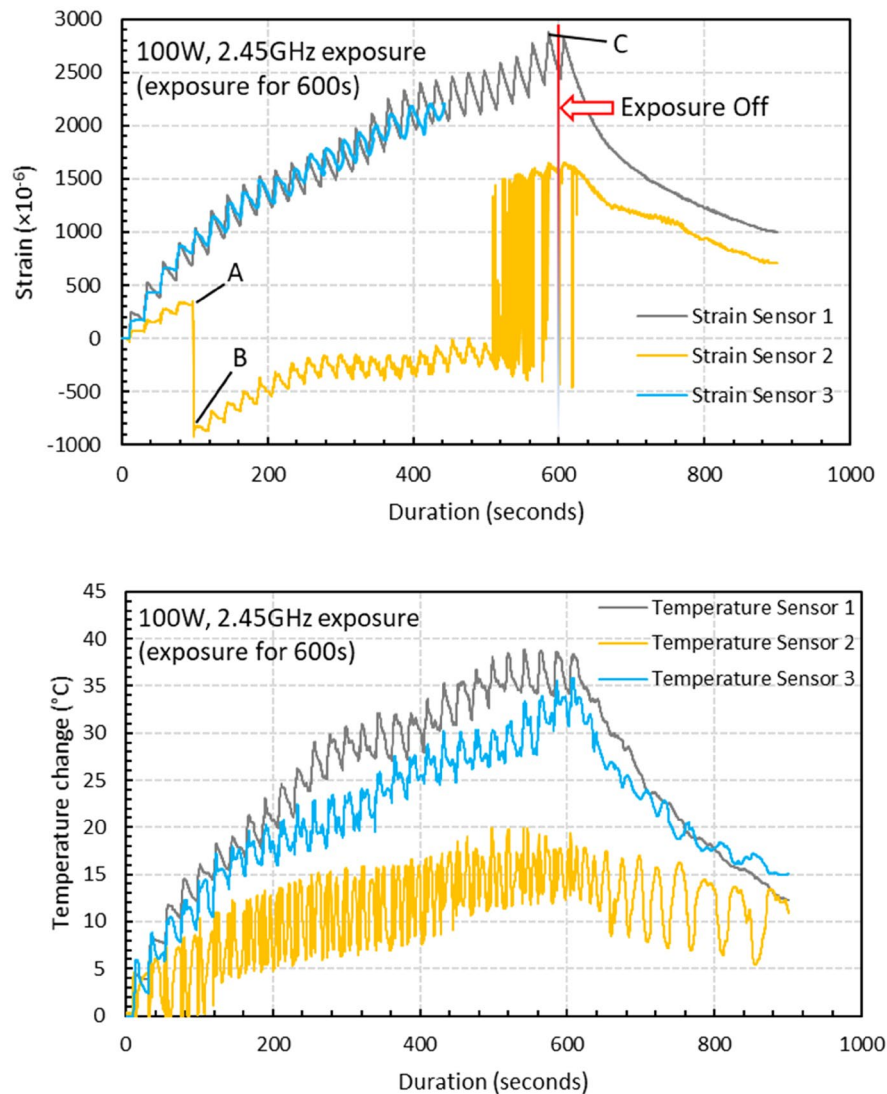 3000
2500
2000
1500
1000
500
0
-500
-1000
Strain (×10⁻⁶)
100W, 2.45GHz exposure
(exposure for 600s)
C
Exposure Off
A
B
Strain Sensor 1
Strain Sensor 2
Strain Sensor 3
0 200 400 600 800 1000
Duration (seconds)
45
40
35
30
25
20
15
10
5
0
Temperature change (°C)
100W, 2.45GHz exposure
(exposure for 600s)
Temperature Sensor 1
Temperature Sensor 2
Temperature Sensor 3
0 200 400 600 800 1000
Duration (seconds)